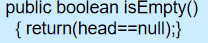 public boolean isEmpty()
{ return(head==null);}